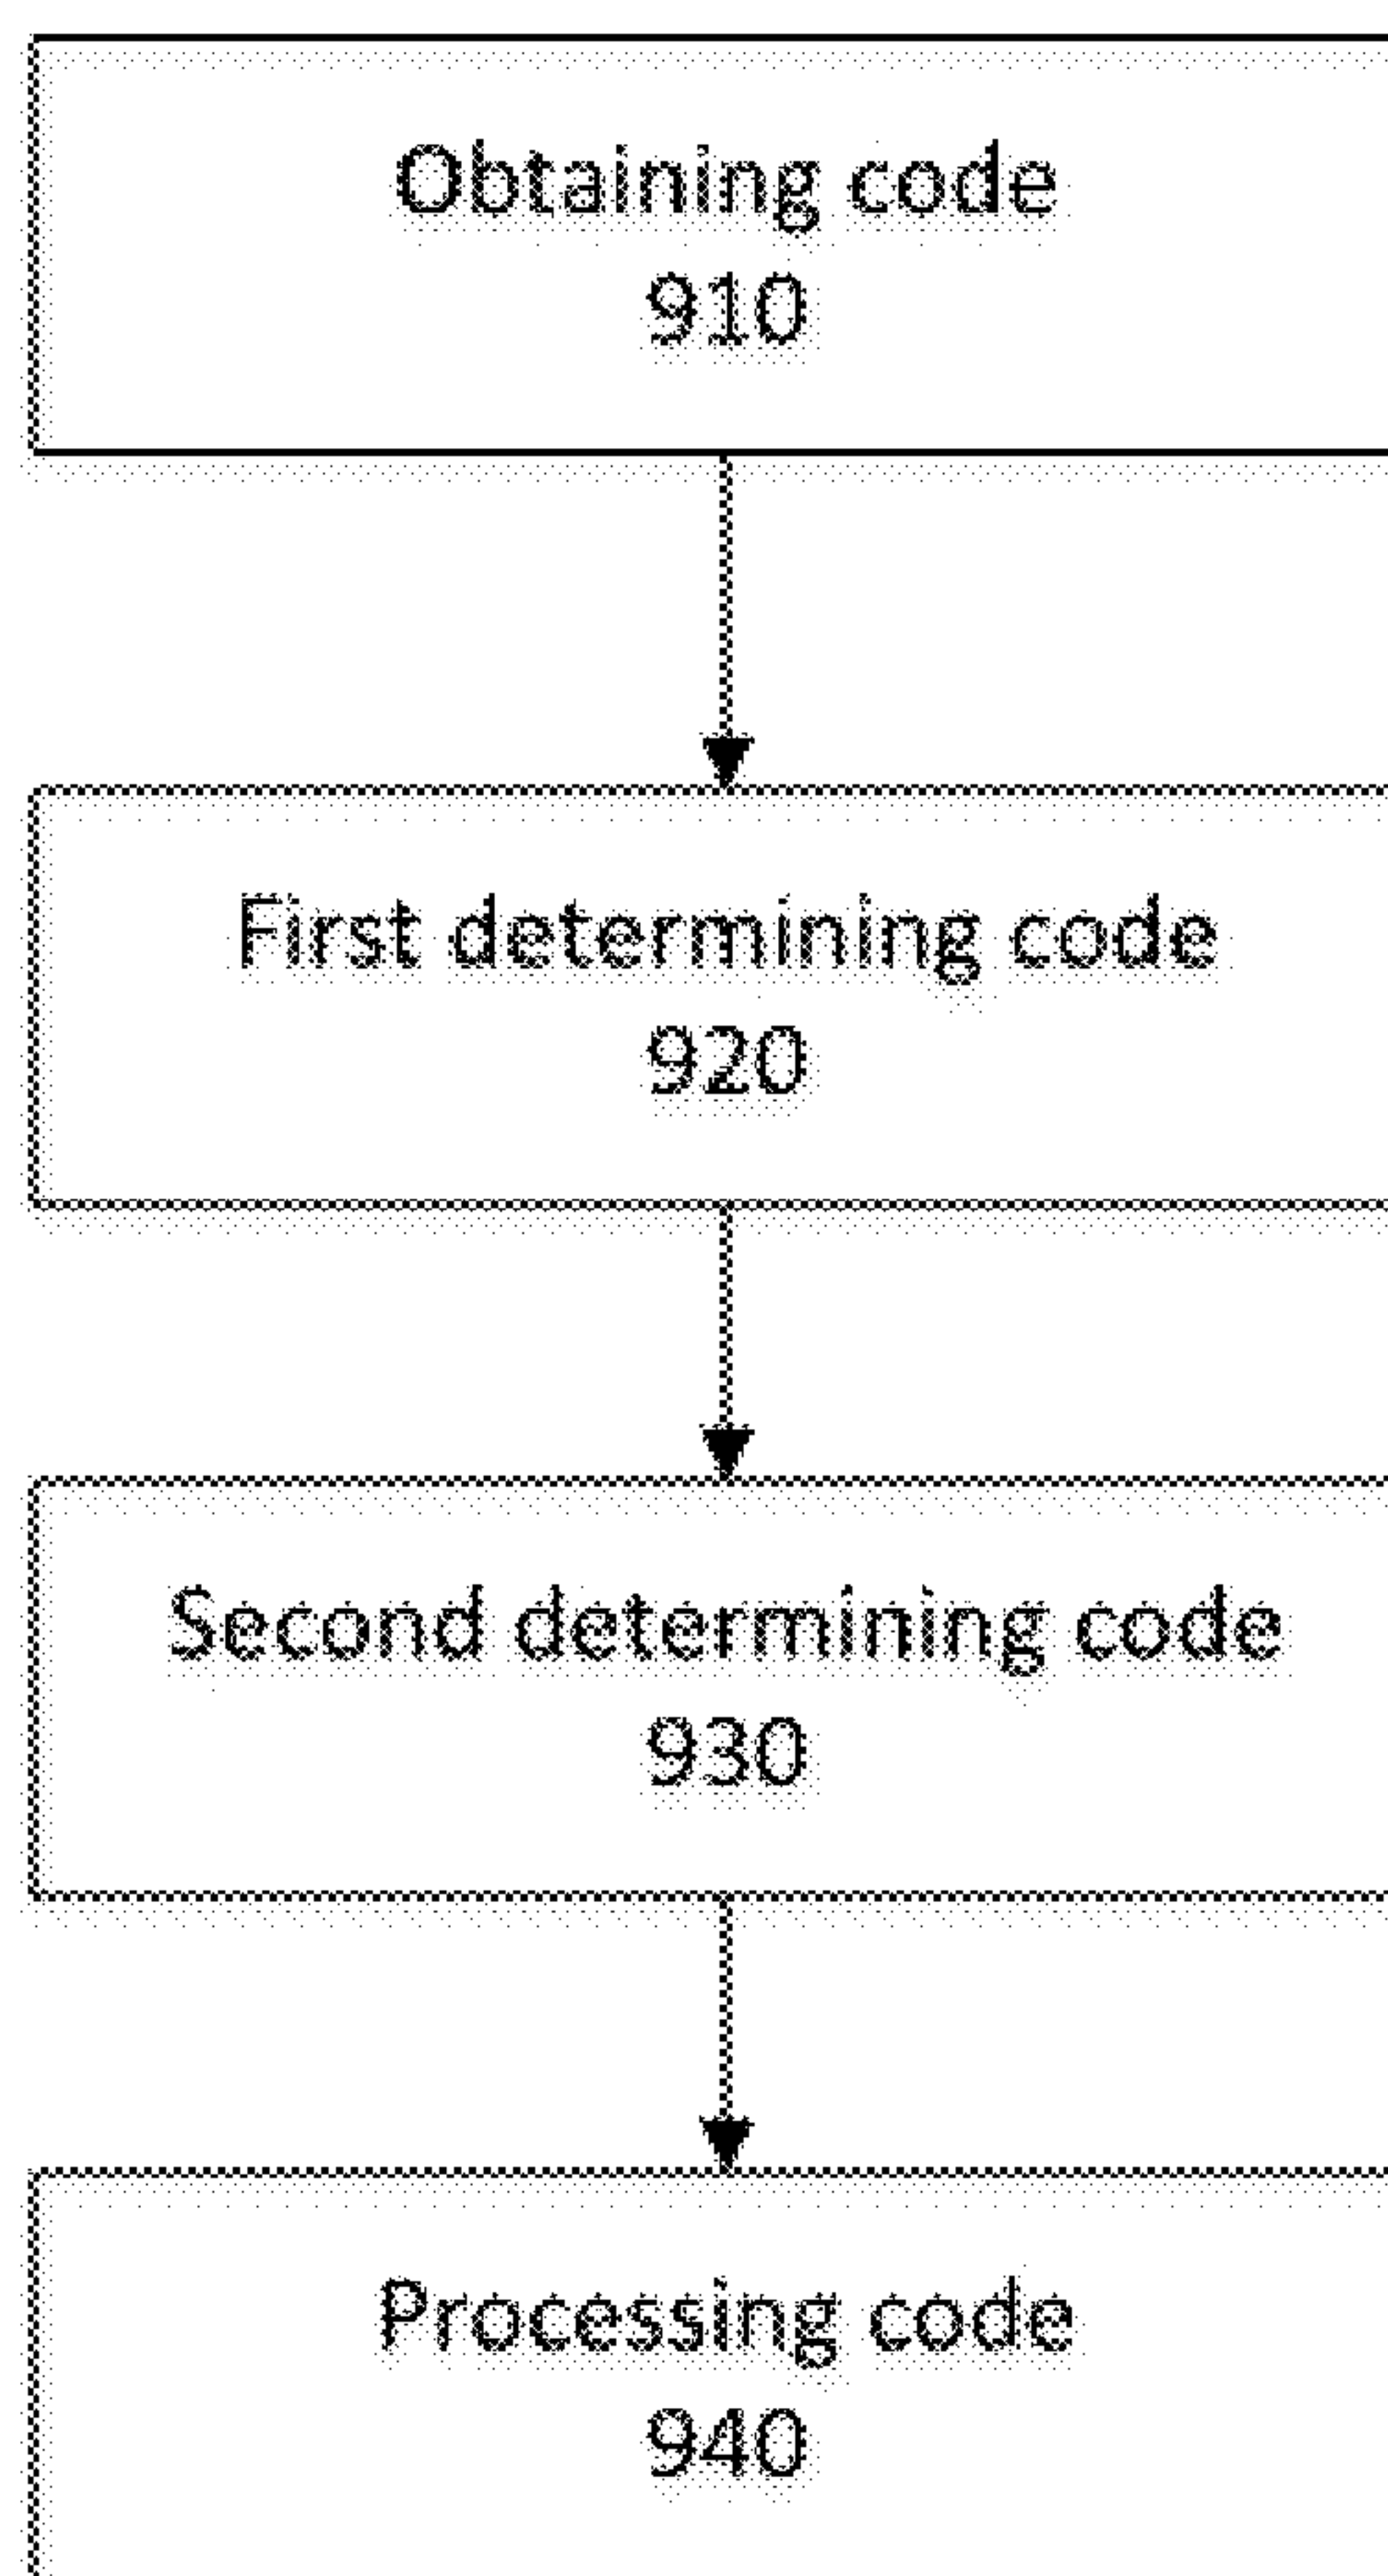 Obtaining code
910
First determining code
920
Second determining code
930
Processing code
940